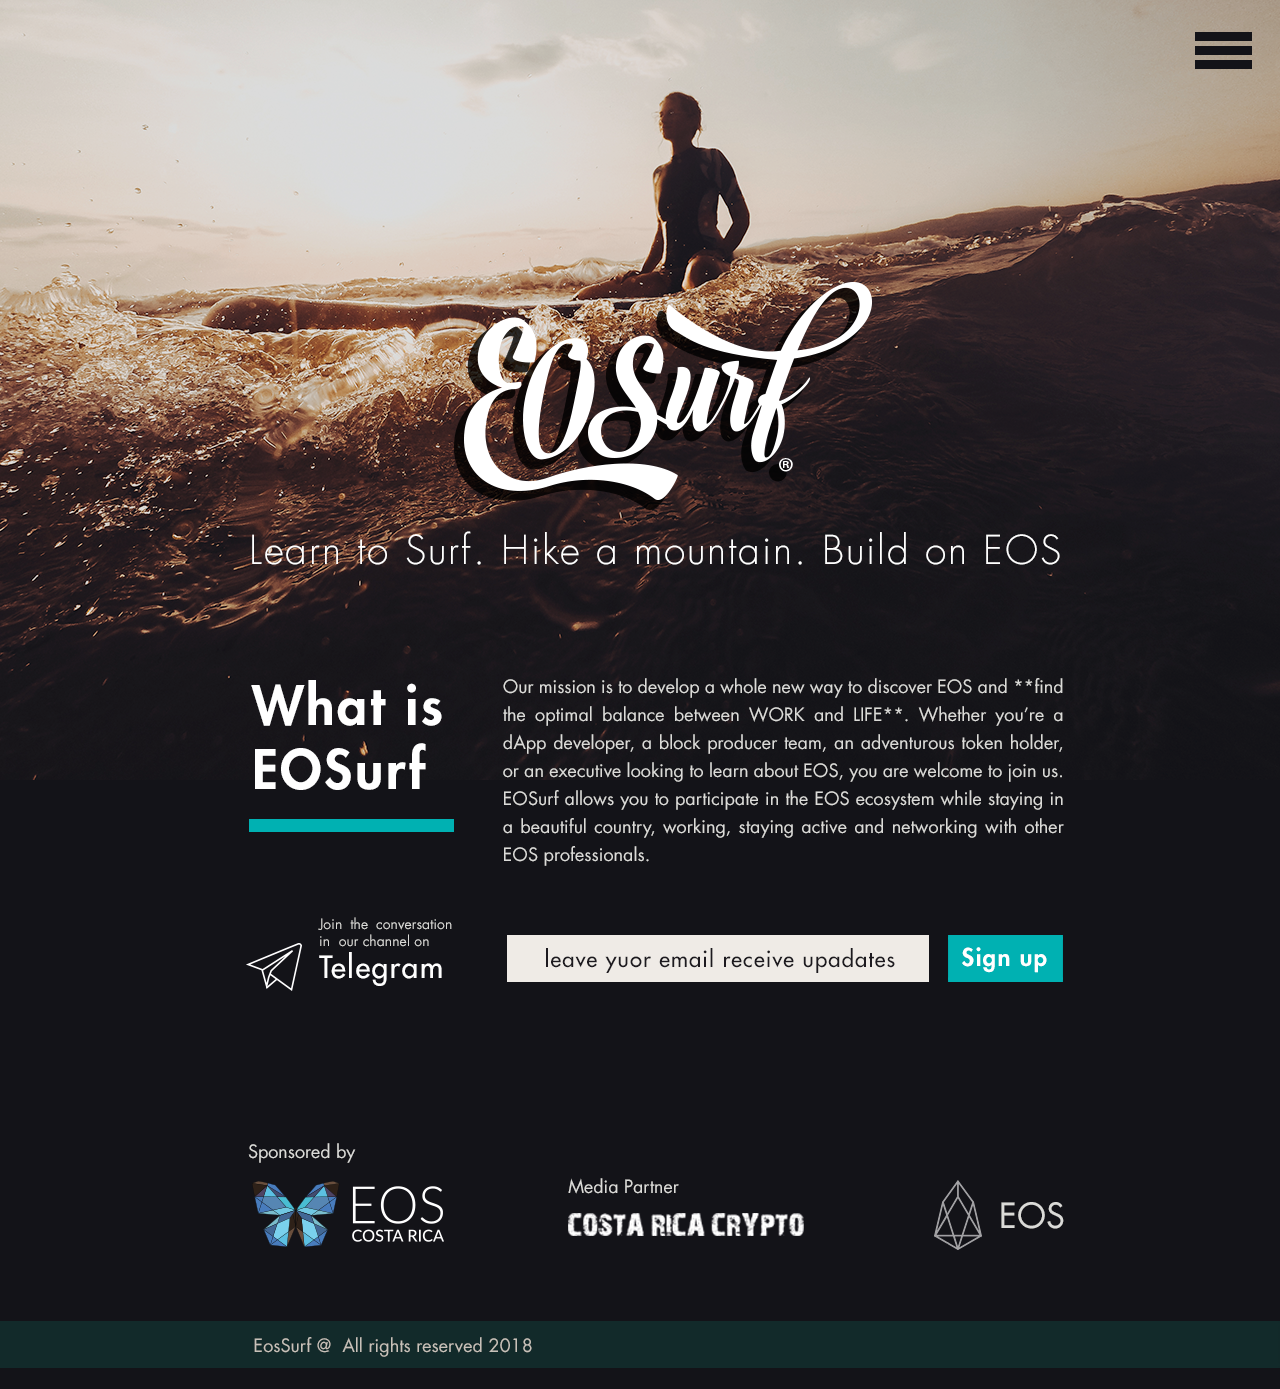 EOSurf
®
Learn to Surf. Hike a mountain. Build on EOS
What is
EOSurf
Our mission is to develop a whole new way to discover EOS and **find
the optimal balance between WORK and LIFE**. Whether you’re a
dApp developer, a block producer team, an adventurous token holder,
or an executive looking to learn about EOS, you are welcome to join us.
EOSurf allows you to participate in the EOS ecosystem while staying in
a beautiful country, working, staying active and networking with other
EOS professionals.
Join the conversation
in our channel on
Telegram
leave yuor email receive upadates
Sign up
Sponsored by
EOS
COSTA RICA
Media Partner
COSTA RICA CRYPTO
EOS
EosSurf @ All rights reserved 2018